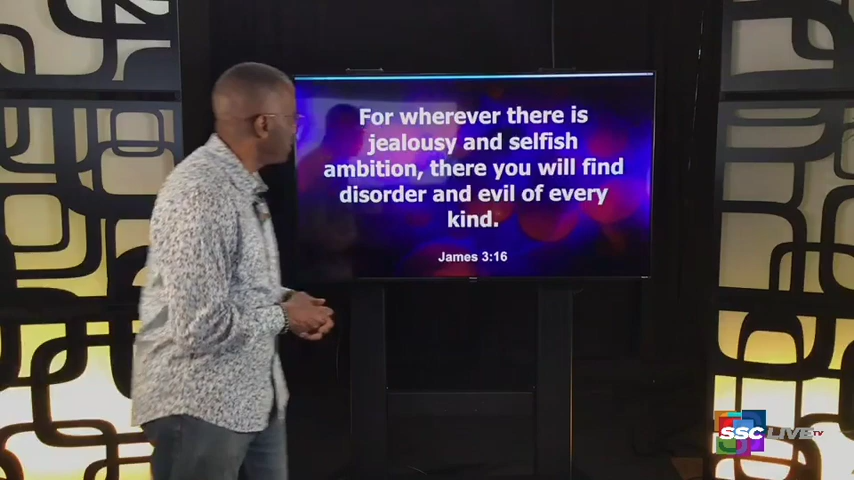 For wherever there is
jealousy and selfish
ambition, there you will find
disorder and evil of every
kind.
James 3:16
SSC LIVE TV